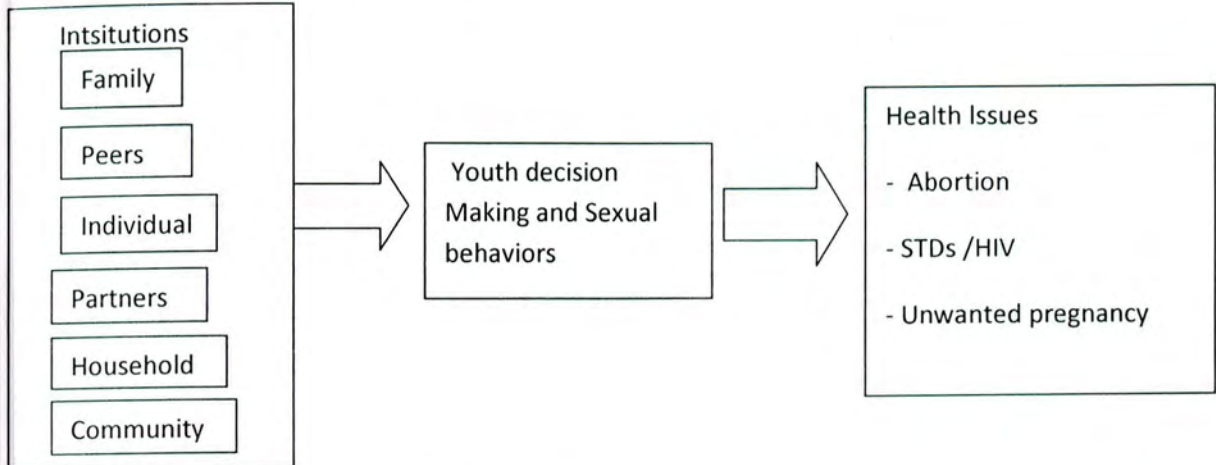 Intsitutions
Family
Peers
Individual
Partners
Household
Community
Youth decision
Making and Sexual
behaviors
Health Issues
- Abortion
- STDs /HIV
- Unwanted pregnancy